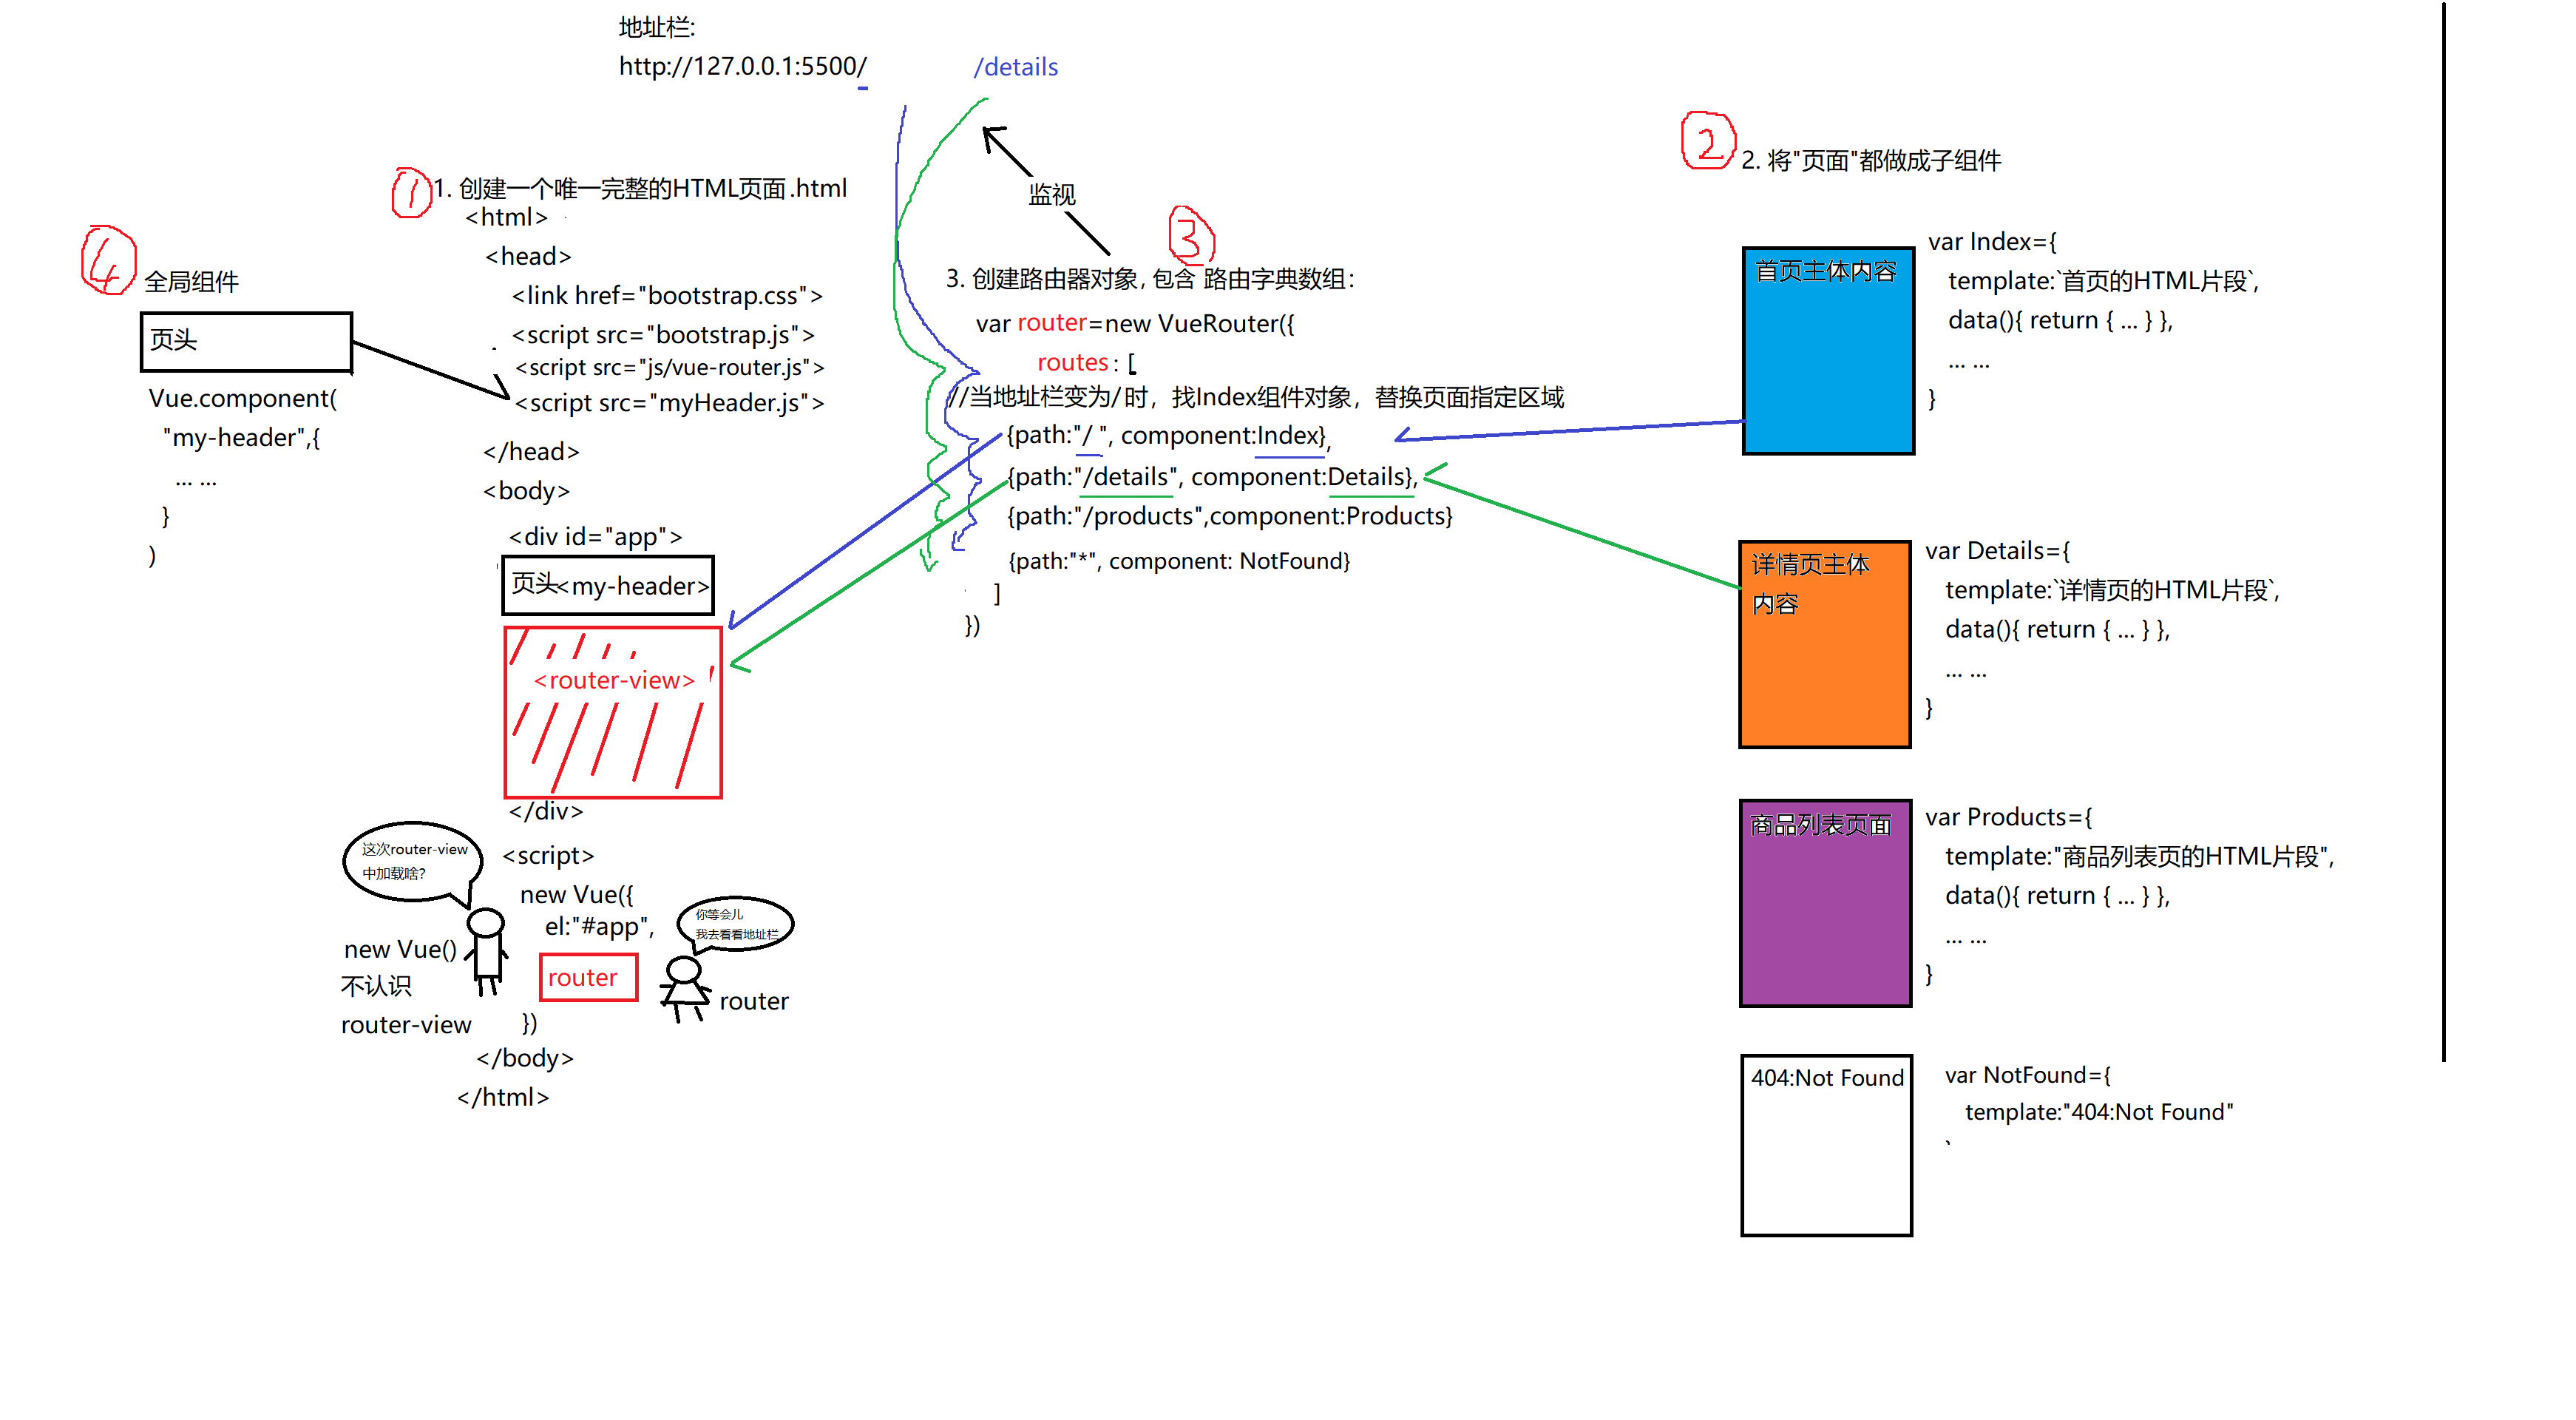 地址栏:
http://127.0.0.1:5500/
/details
监视
④
全局组件
页头
Vue.component(
"my-header",{
... ...
}
)
①
1. 创建一个唯一完整的HTML页面.html
<html>
<head>
<link href="bootstrap.css">
<script src="bootstrap.js">
<script src="js/vue-router.js">
<script src="myHeader.js">
</head>
<body>
<div id="app">
页头<my-header>
<router-view>
</div>
<script>
new Vue({
el:"#app",
router
})
</body>
</html>
这次router-view
中加载啥?
new Vue()
不认识
router-view
你等会儿
我去看看地址栏
router
③
3. 创建路由器对象, 包含 路由字典数组:
var router=new VueRouter({
routes: [
//当地址栏变为/时，找Index组件对象，替换页面指定区域
{path:"/ ", component:Index},
{path:"/details", component:Details},
{path:"/products",component:Products}
{path:"*", component: NotFound}
]
})
②
2. 将"页面"都做成子组件
首页主体内容
var Index={
template:`首页的HTML片段`,
data(){ return { ... } },
... ...
}
详情页主体
内容
var Details={
template:`详情页的HTML片段`,
data(){ return { ... } },
... ...
}
商品列表页面
var Products={
template:"商品列表页的HTML片段",
data(){ return { ... } },
... ...
}
404:Not Found
var NotFound={
template:"404:Not Found"